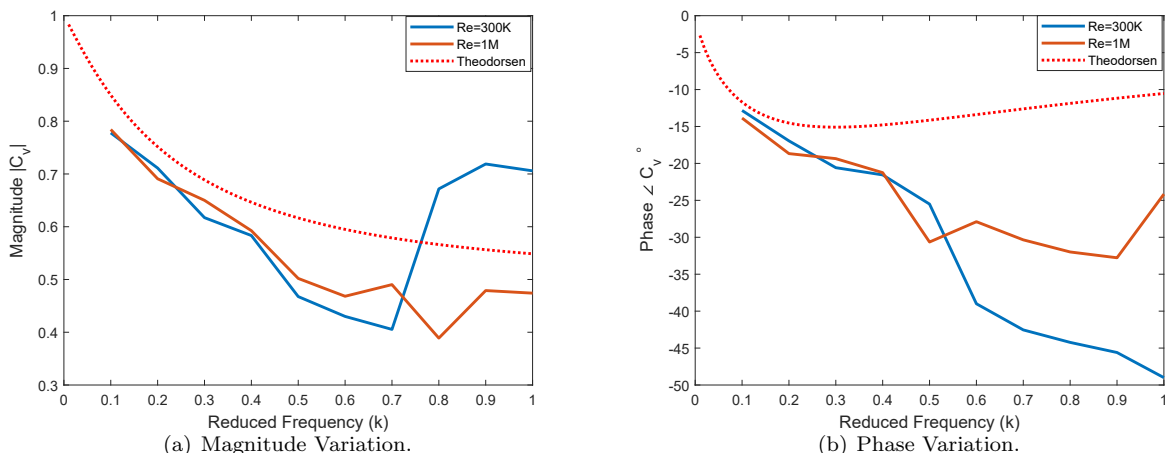 1
0.9
0.8
0.7
0.6
0.5
0.4
0.3
Magnitude |C_v|
0 0.1 0.2 0.3 0.4 0.5 0.6 0.7 0.8 0.9 1
Reduced Frequency (k)
Re=300K
Re=1M
Theodorsen
(a) Magnitude Variation.
0
-5
-10
-15
-20
-25
-30
-35
-40
-45
-50
Phase ∠ C_v °
0 0.1 0.2 0.3 0.4 0.5 0.6 0.7 0.8 0.9 1
Reduced Frequency (k)
Re=300K
Re=1M
Theodorsen
(b) Phase Variation.